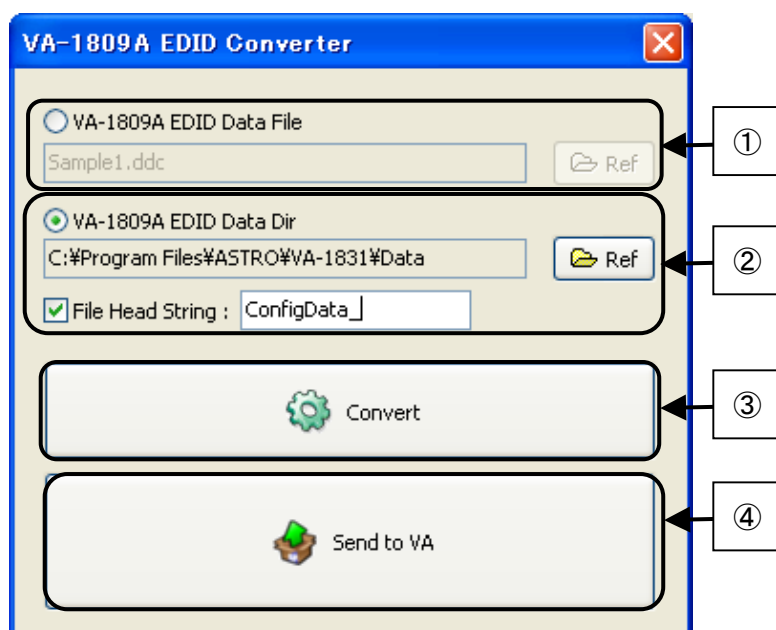 VA-1809A EDID Converter
VA-1809A EDID Data File
Sample1.ddc
Ref
①
VA-1809A EDID Data Dir
C:¥Program Files¥ASTRO¥VA-1831¥Data
Ref
②
File Head String :
ConfigData_
Convert
③
Send to VA
④